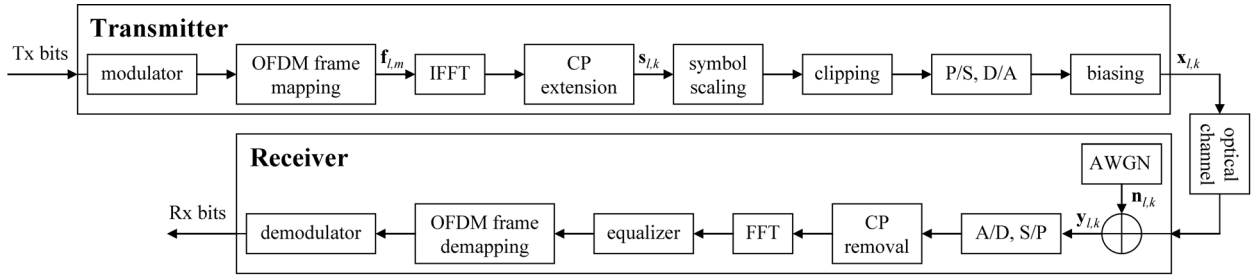 Transmitter
Tx bits
modulator
OFDM frame
mapping
f_{l,m}
IFFT
CP
extension
s_{l,k}
symbol
scaling
clipping
P/S, D/A
biasing
x_{l,k}
optical
channel
Receiver
AWGN
n_{l,k}
y_{l,k}
A/D, S/P
CP
removal
FFT
equalizer
OFDM frame
demapping
demodulator
Rx bits